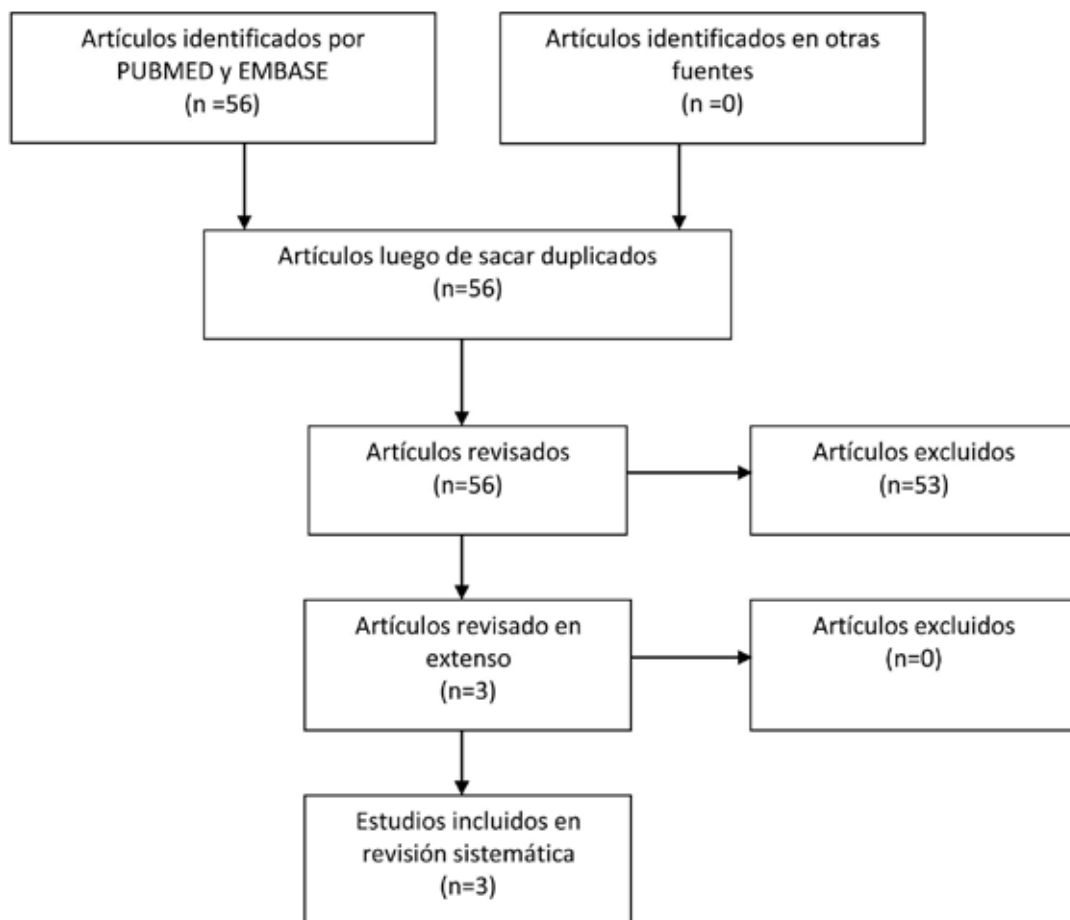 Artículos identificados por
PUBMED y EMBASE
(n =56)
Artículos identificados en otras
fuentes
(n =0)
Artículos luego de sacar duplicados
(n=56)
Artículos revisados
(n=56)
Artículos excluidos
(n=53)
Artículos revisado en
extenso
(n=3)
Artículos excluidos
(n=0)
Estudios incluidos en
revisión sistemática
(n=3)